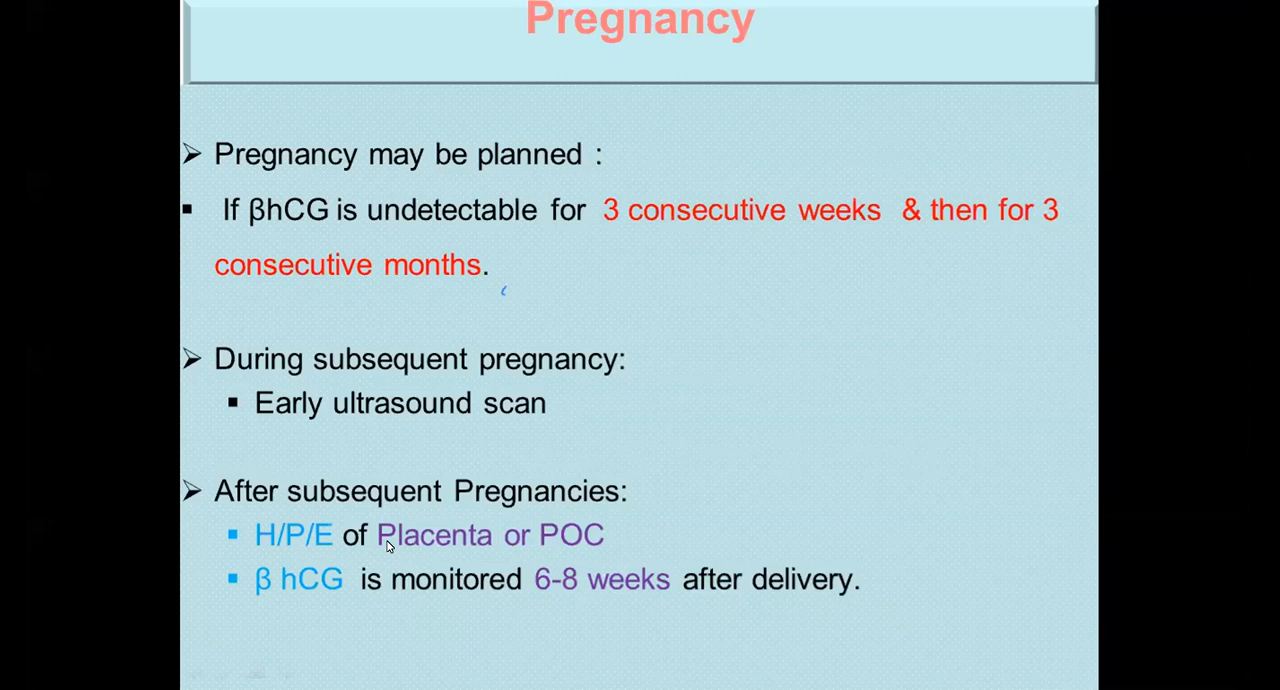 Pregnancy
➢ Pregnancy may be planned :
▪ If βhCG is undetectable for 3 consecutive weeks & then for 3
consecutive months.
➢ During subsequent pregnancy:
▪ Early ultrasound scan
➢ After subsequent Pregnancies:
▪ H/P/E of Placenta or POC
▪ β hCG is monitored 6-8 weeks after delivery.